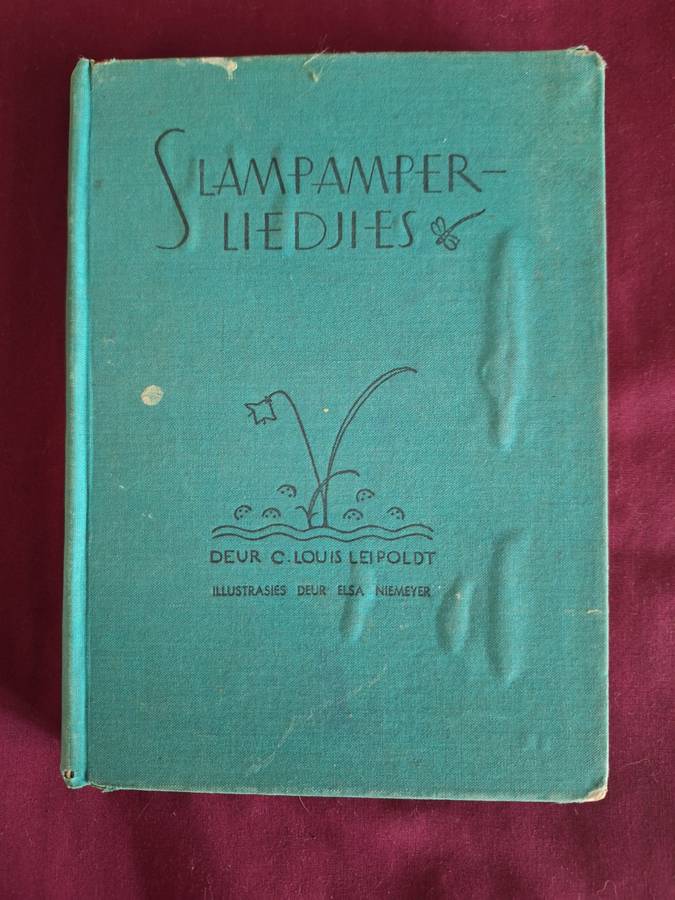 SLAMPAMPER-
LIEDJIES
DEUR C. LOUIS LEIPOLDT
ILLUSTRASIES DEUR ELSA NIEMEYER